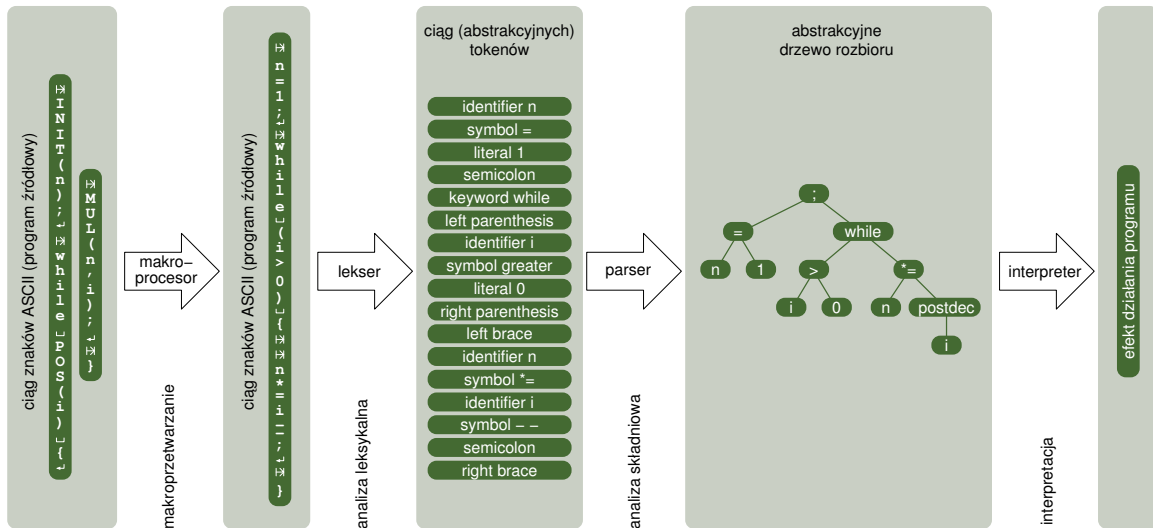 ciąg znaków ASCII (program źródłowy)
⇥INIT(n);↵⇥while␣POS(i)␣{↵
⇥MUL(n,i);↵⇥}
makro–
procesor
makroprzetwarzanie
ciąg znaków ASCII (program źródłowy)
⇥n=1;↵⇥while␣(i>0)␣{⇥⇥n*=i––;↵⇥}
lekser
analiza leksykalna
ciąg (abstrakcyjnych)
tokenów
identifier n
symbol =
literal 1
semicolon
keyword while
left parenthesis
identifier i
symbol greater
literal 0
right parenthesis
left brace
identifier n
symbol *=
identifier i
symbol – –
semicolon
right brace
parser
analiza składniowa
abstrakcyjne
drzewo rozbioru
;
= while
n 1 > *=
i 0 n postdec
i
interpreter
interpretacja
efekt działania programu